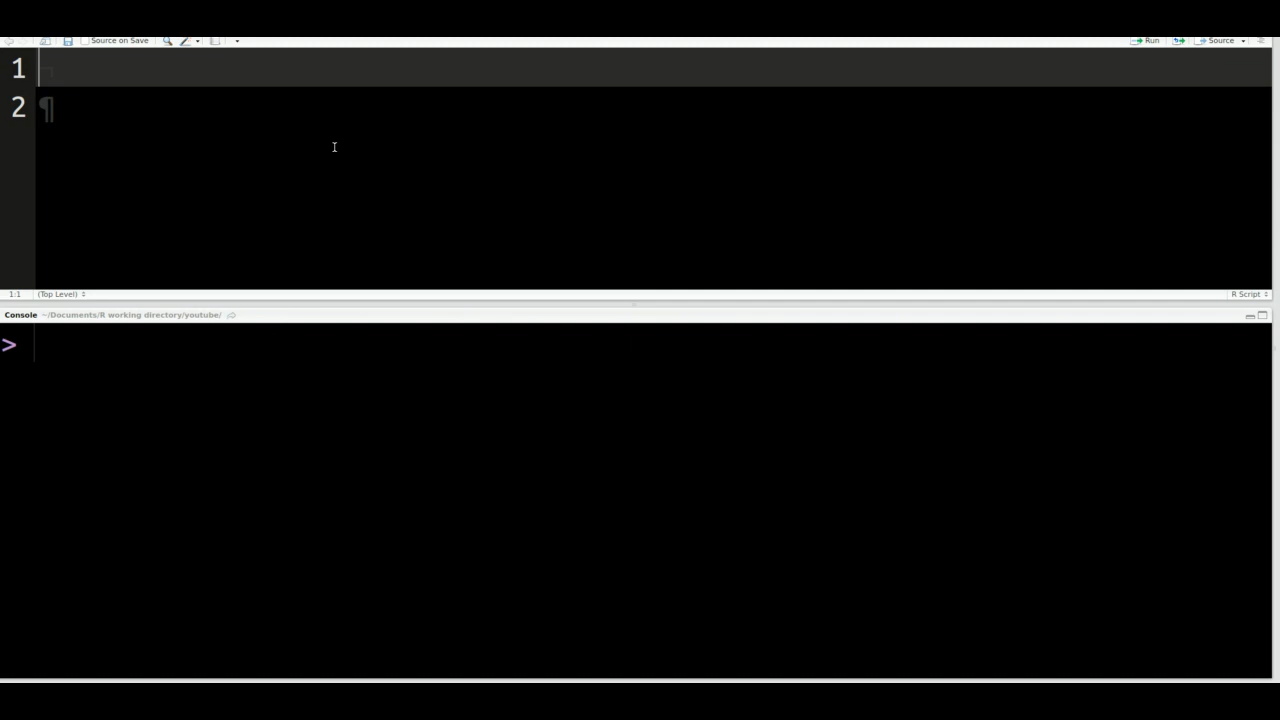 Source on Save
Run
Source
1
2 ¶
1:1 (Top Level) R Script
Console ~/Documents/R working directory/youtube/
>